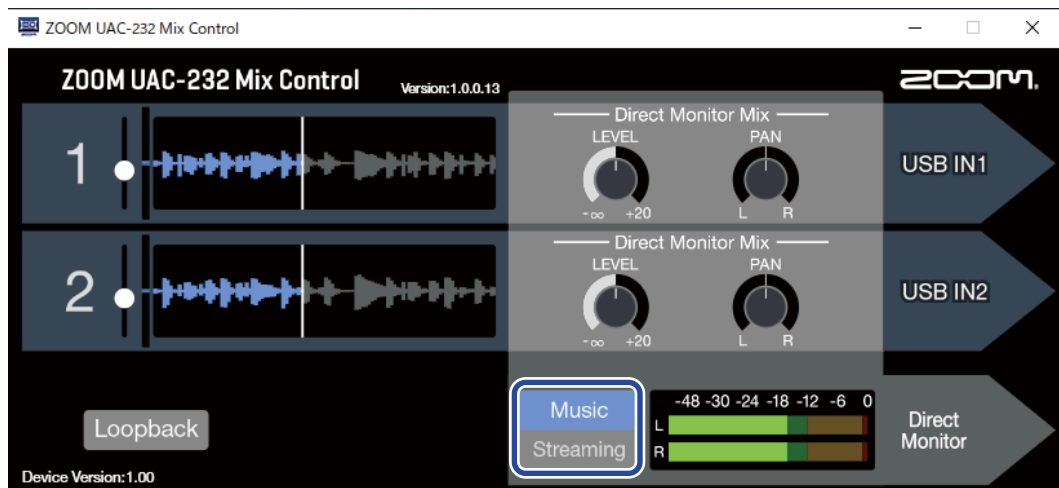 ZOOM UAC-232 Mix Control
ZOOM UAC-232 Mix Control
Version:1.0.0.13
ZOOM.
1
Direct Monitor Mix
LEVEL PAN
-∞ +20 L R
USB IN1
2
Direct Monitor Mix
LEVEL PAN
-∞ +20 L R
USB IN2
Loopback
Music
Streaming
-48 -30 -24 -18 -12 -6 0
L
R
Direct
Monitor
Device Version:1.00